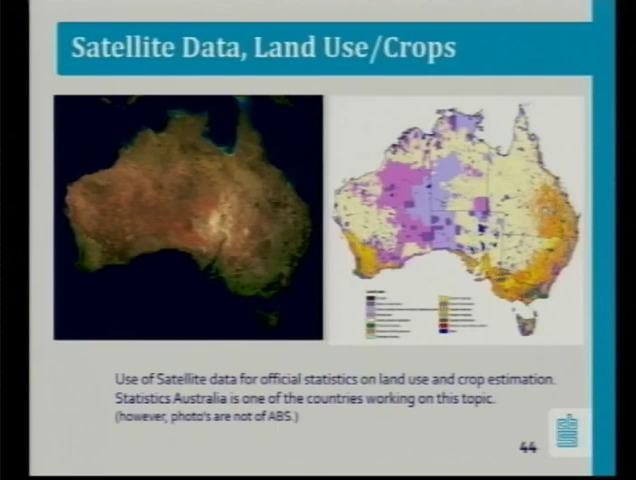 Satellite Data, Land Use/Crops
Use of Satellite data for official statistics on land use and crop estimation.
Statistics Australia is one of the countries working on this topic.
(however, photo's are not of ABS.)
44